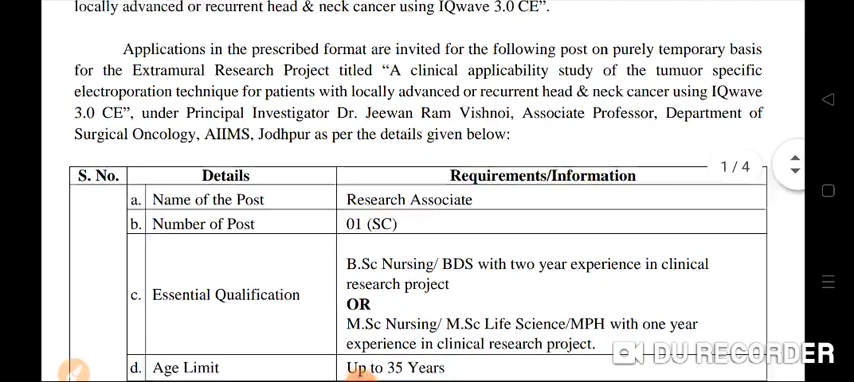 locally advanced or recurrent head & neck cancer using IQwave 3.0 CE”.
Applications in the prescribed format are invited for the following post on purely temporary basis
for the Extramural Research Project titled “A clinical applicability study of the tumuor specific
electroporation technique for patients with locally advanced or recurrent head & neck cancer using IQwave
3.0 CE”, under Principal Investigator Dr. Jeewan Ram Vishnoi, Associate Professor, Department of
Surgical Oncology, AIIMS, Jodhpur as per the details given below:
1 / 4
S. No. Details Requirements/Information
a. Name of the Post Research Associate
b. Number of Post 01 (SC)
c. Essential Qualification B.Sc Nursing/ BDS with two year experience in clinical
research project
OR
M.Sc Nursing/ M.Sc Life Science/MPH with one year
experience in clinical research project.
d. Age Limit Up to 35 Years
DU RECORDER